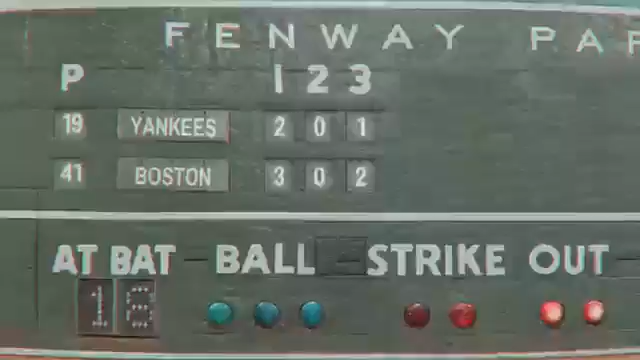 FENWAY PAR
P 1 2 3
19 YANKEES 2 0 1
41 BOSTON 3 0 2
AT BAT BALL STRIKE OUT
16